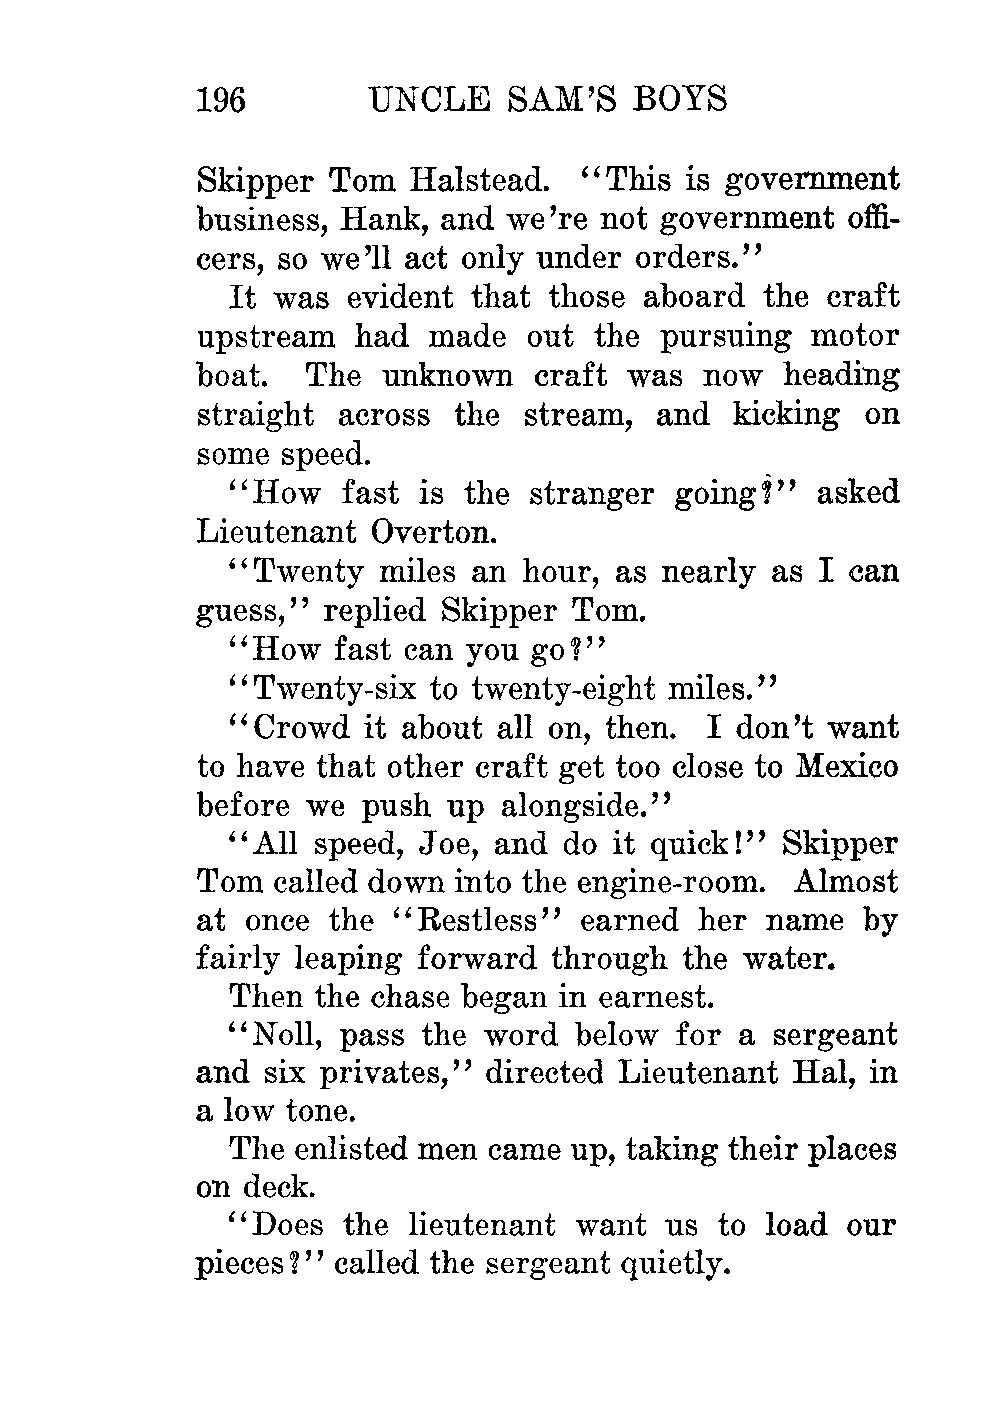 196 UNCLE SAM'S BOYS
Skipper Tom Halstead. "This is government
business, Hank, and we're not government offi-
cers, so we'll act only under orders."
It was evident that those aboard the craft
upstream had made out the pursuing motor
boat. The unknown craft was now heading
straight across the stream, and kicking on
some speed.
"How fast is the stranger going?" asked
Lieutenant Overton.
"Twenty miles an hour, as nearly as I can
guess," replied Skipper Tom.
"How fast can you go?"
"Twenty-six to twenty-eight miles."
"Crowd it about all on, then. I don't want
to have that other craft get too close to Mexico
before we push up alongside."
"All speed, Joe, and do it quick!" Skipper
Tom called down into the engine-room. Almost
at once the "Restless" earned her name by
fairly leaping forward through the water.
Then the chase began in earnest.
"Noll, pass the word below for a sergeant
and six privates," directed Lieutenant Hal, in
a low tone.
The enlisted men came up, taking their places
on deck.
"Does the lieutenant want us to load our
pieces?" called the sergeant quietly.